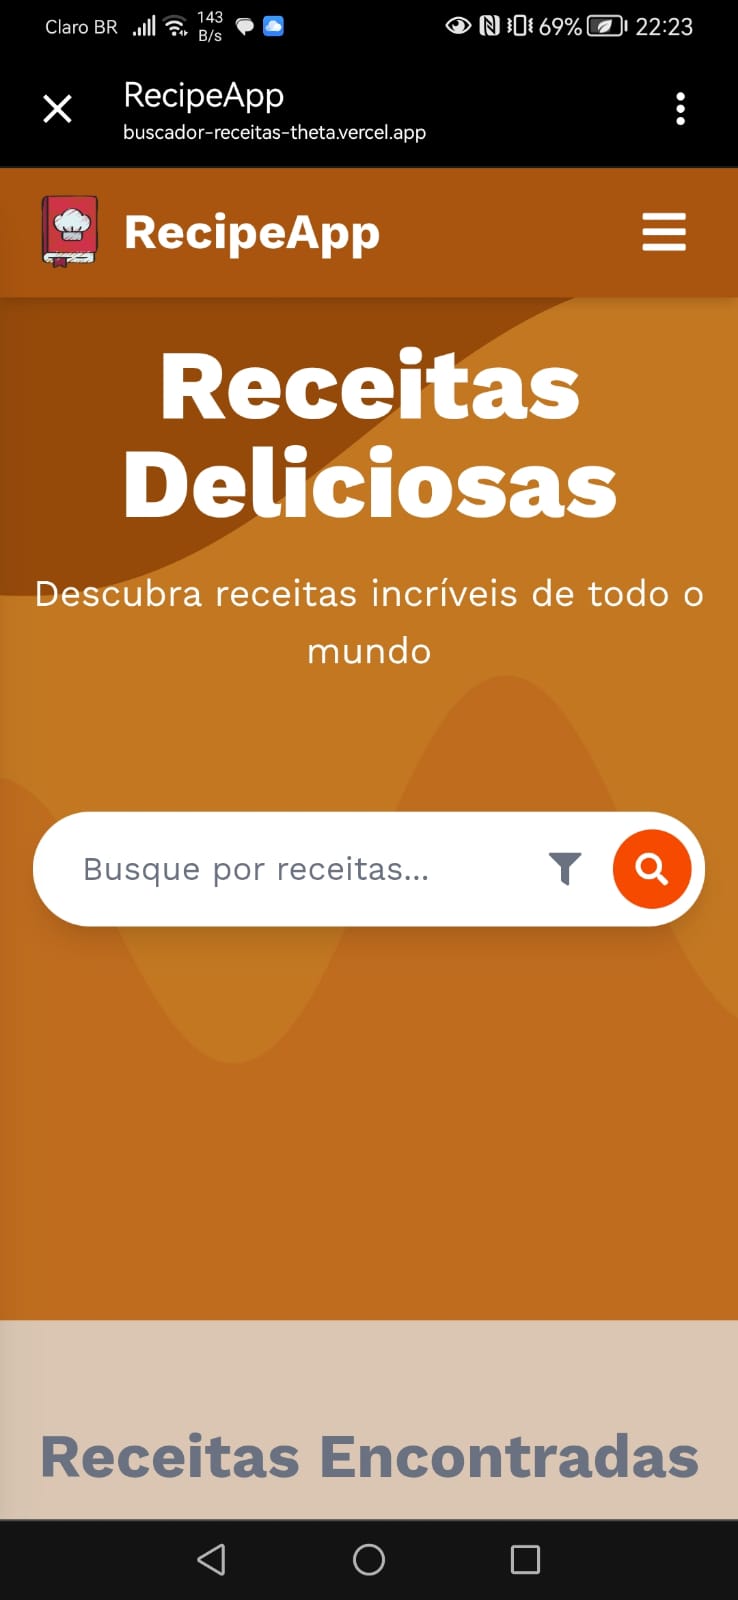 Claro BR 143 B/s 69% 22:23
RecipeApp
buscador-receitas-theta.vercel.app
RecipeApp
Receitas
Deliciosas
Descubra receitas incríveis de todo o
mundo
Busque por receitas...
Receitas Encontradas